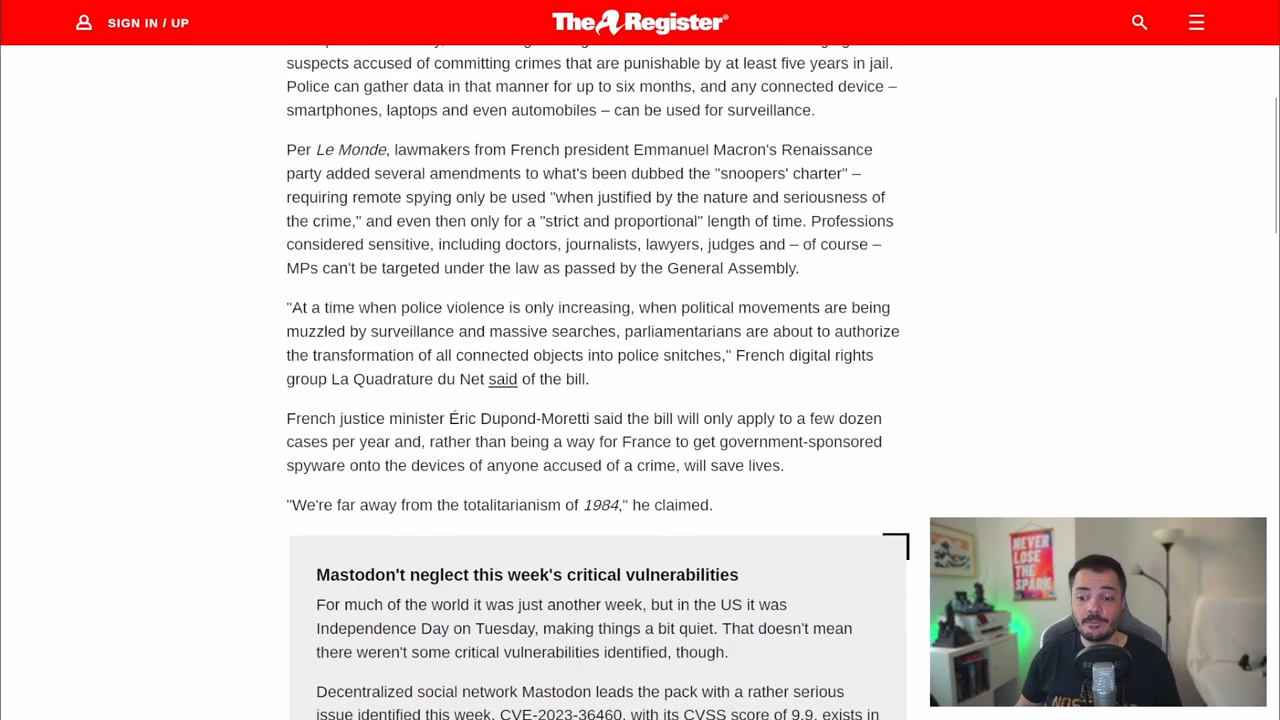 SIGN IN / UP
The Register®
suspects accused of committing crimes that are punishable by at least five years in jail.
Police can gather data in that manner for up to six months, and any connected device –
smartphones, laptops and even automobiles – can be used for surveillance.
Per Le Monde, lawmakers from French president Emmanuel Macron's Renaissance
party added several amendments to what's been dubbed the "snoopers' charter" –
requiring remote spying only be used "when justified by the nature and seriousness of
the crime," and even then only for a "strict and proportional" length of time. Professions
considered sensitive, including doctors, journalists, lawyers, judges and – of course –
MPs can't be targeted under the law as passed by the General Assembly.
"At a time when police violence is only increasing, when political movements are being
muzzled by surveillance and massive searches, parliamentarians are about to authorize
the transformation of all connected objects into police snitches," French digital rights
group La Quadrature du Net said of the bill.
French justice minister Éric Dupond-Moretti said the bill will only apply to a few dozen
cases per year and, rather than being a way for France to get government-sponsored
spyware onto the devices of anyone accused of a crime, will save lives.
"We're far away from the totalitarianism of 1984," he claimed.
Mastodon't neglect this week's critical vulnerabilities
For much of the world it was just another week, but in the US it was
Independence Day on Tuesday, making things a bit quiet. That doesn't mean
there weren't some critical vulnerabilities identified, though.
Decentralized social network Mastodon leads the pack with a rather serious
issue identified this week. CVE-2023-36460, with its CVSS score of 9.9, exists in
NEVER
LOSE
THE
SPARK